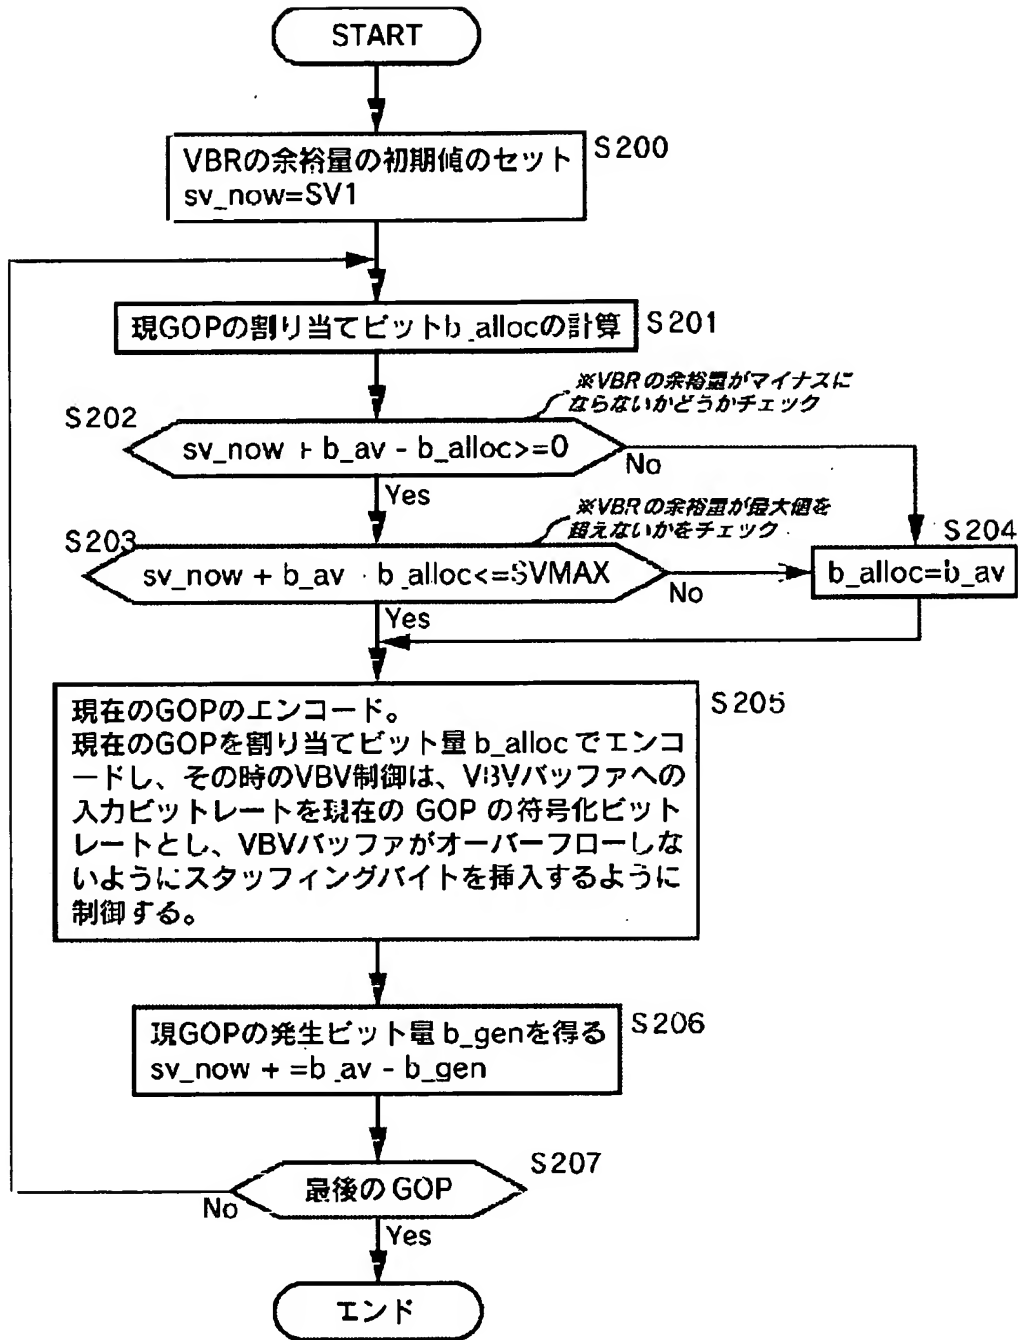 START
VBRの余裕量の初期値のセット
sv_now=SV1
S200
現GOPの割り当てビットb_allocの計算
S201
※VBRの余裕量がマイナスに
ならないかどうかチェック
S202
sv_now + b_av - b_alloc>=0
No
Yes
※VBRの余裕量が最大値を
超えないかをチェック
S203
sv_now + b_av - b_alloc<=SVMAX
No
Yes
S204
b_alloc=b_av
S205
現在のGOPのエンコード。
現在のGOPを割り当てビット量 b_alloc でエンコ
ードし、その時のVBV制御は、VBVバッファへの
入力ビットレートを現在の GOP の符号化ビット
レートとし、VBVバッファがオーバーフローしな
いようにスタッフィングバイトを挿入するように
制御する。
現GOPの発生ビット量 b_genを得る
sv_now + =b_av - b_gen
S206
S207
最後の GOP
No
Yes
エンド